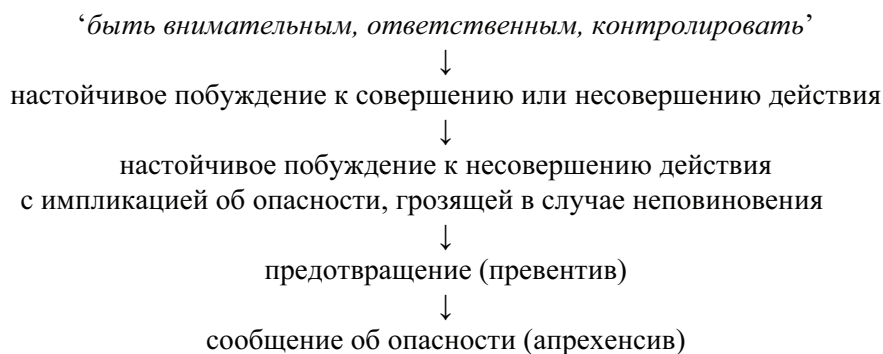 ‘быть внимательным, ответственным, контролировать’
↓
настойчивое побуждение к совершению или несовершению действия
↓
настойчивое побуждение к несовершению действия
с импликацией об опасности, грозящей в случае неповиновения
↓
предотвращение (превентив)
↓
сообщение об опасности (апрехенсив)